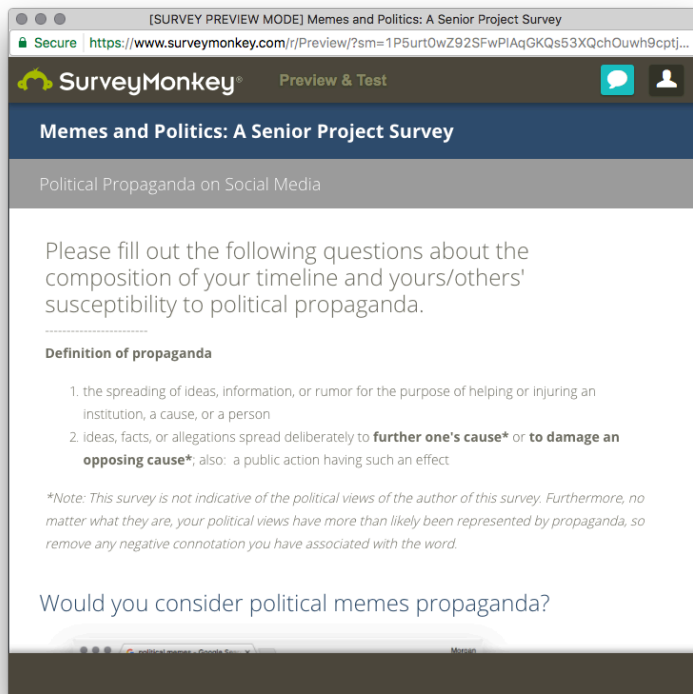 [SURVEY PREVIEW MODE] Memes and Politics: A Senior Project Survey
Secure https://www.surveymonkey.com/r/Preview/?sm=1P5urt0wZ92SFwPlAqGKQs53XQchOuwh9cptj...
SurveyMonkey® Preview & Test
Memes and Politics: A Senior Project Survey
Political Propaganda on Social Media
Please fill out the following questions about the
composition of your timeline and yours/others'
susceptibility to political propaganda.
------------------------
Definition of propaganda
1. the spreading of ideas, information, or rumor for the purpose of helping or injuring an
institution, a cause, or a person
2. ideas, facts, or allegations spread deliberately to further one's cause* or to damage an
opposing cause*; also: a public action having such an effect
*Note: This survey is not indicative of the political views of the author of this survey. Furthermore, no
matter what they are, your political views have more than likely been represented by propaganda, so
remove any negative connotation you have associated with the word.
Would you consider political memes propaganda?
political memes - Google Sea x Morgan